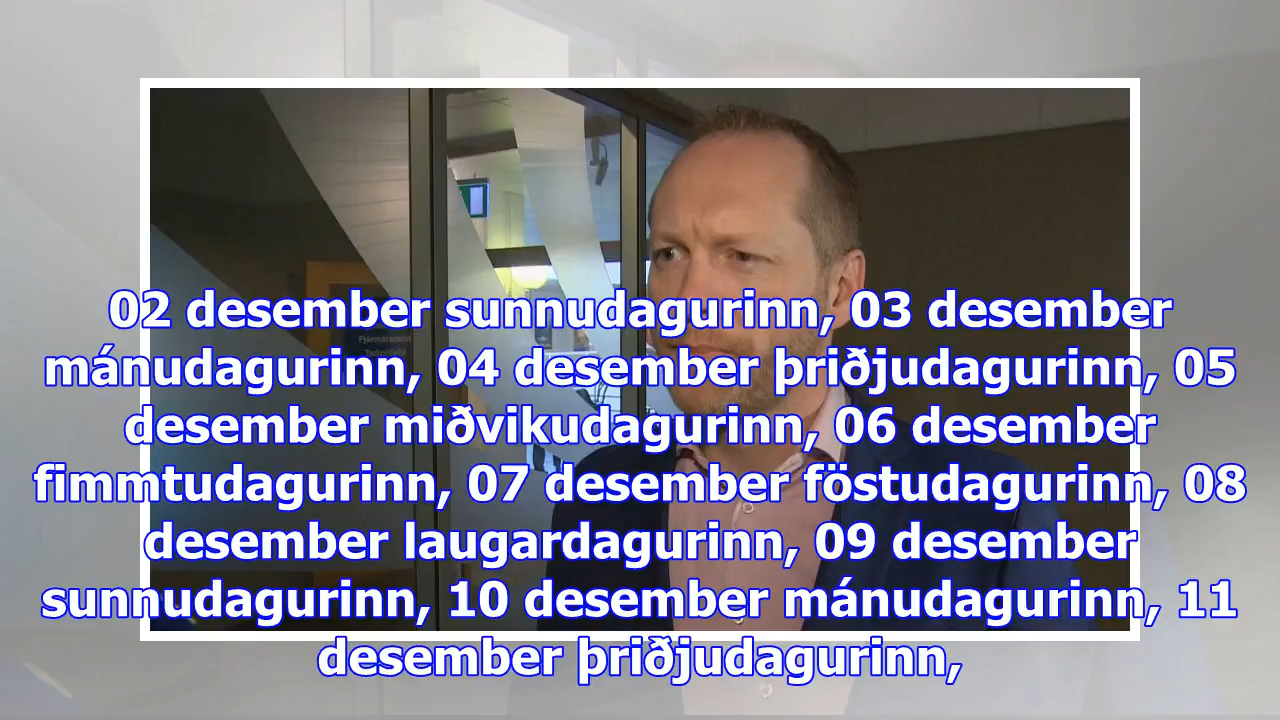 02 desember sunnudagurinn, 03 desember
mánudagurinn, 04 desember þriðjudagurinn, 05
desember miðvikudagurinn, 06 desember
fimmtudagurinn, 07 desember föstudagurinn, 08
desember laugardagurinn, 09 desember
sunnudagurinn, 10 desember mánudagurinn, 11
desember þriðjudagurinn,